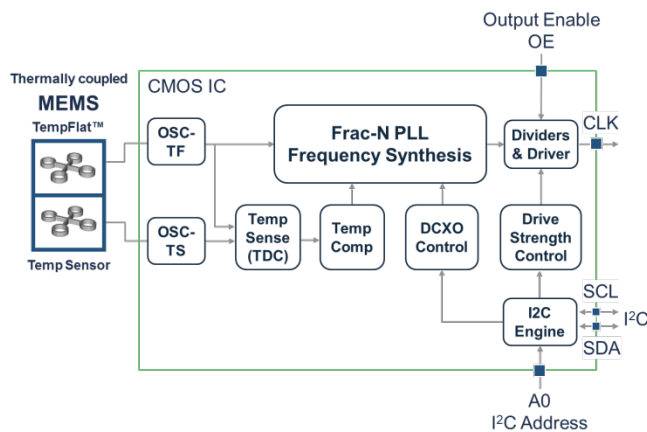 Output Enable
OE
Thermally coupled
MEMS
TempFlat™
CMOS IC
OSC-
TF
Frac-N PLL
Frequency Synthesis
Dividers
& Driver
CLK
OSC-
TS
Temp
Sense
(TDC)
Temp
Comp
DCXO
Control
Drive
Strength
Control
Temp Sensor
I2C
Engine
SCL
I²C
SDA
A0
I²C Address